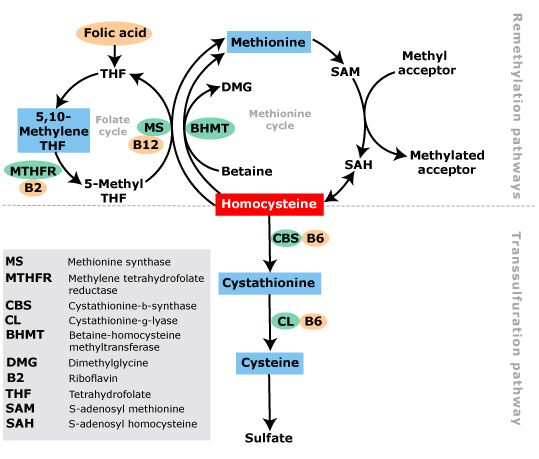 Folic acid
THF
5,10-
Methylene
THF
Folate
cycle
MTHFR
B2
5-Methyl
THF
MS
B12
BHMT
DMG
Betaine
Methionine
Methionine
cycle
SAM
SAH
Methyl
acceptor
Methylated
acceptor
Remethylation pathways
Homocysteine
CBS B6
Cystathionine
CL B6
Cysteine
Sulfate
Transsulfuration pathway
MS Methionine synthase
MTHFR Methylene tetrahydrofolate
reductase
CBS Cystathionine-b-synthase
CL Cystathionine-g-lyase
BHMT Betaine-homocysteine
methyltransferase
DMG Dimethylglycine
B2 Riboflavin
THF Tetrahydrofolate
SAM S-adenosyl methionine
SAH S-adenosyl homocysteine